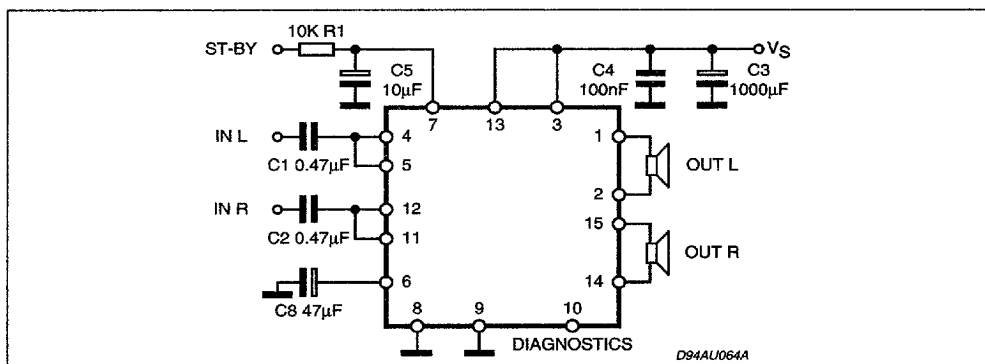 10K R1
ST-BY
C5
10µF
C4
100nF
VS
C3
1000µF
7
13
3
IN L
C1 0.47µF
4
5
1
OUT L
2
IN R
C2 0.47µF
12
11
15
OUT R
14
C8 47µF
6
8
9
10
DIAGNOSTICS
D94AU064A